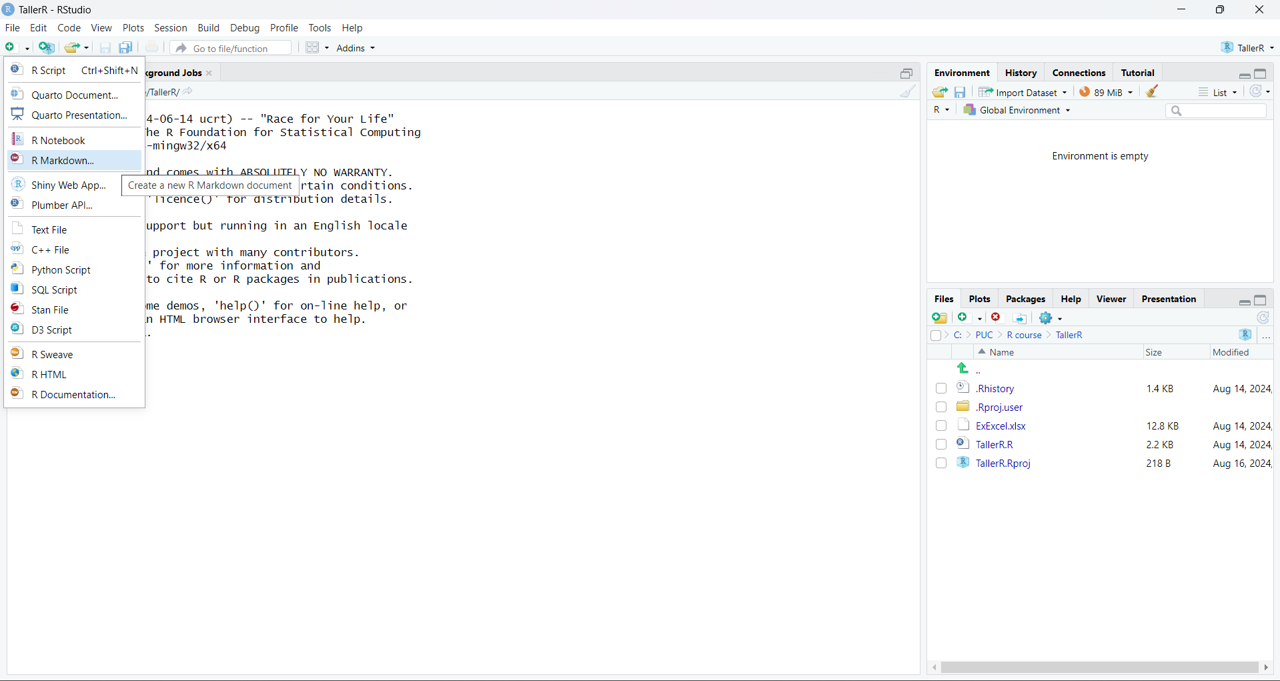 TallerR - RStudio
File Edit Code View Plots Session Build Debug Profile Tools Help
Go to file/function Addins TallerR
R Script Ctrl+Shift+N
Quarto Document...
Quarto Presentation...
R Notebook
R Markdown...
Shiny Web App...
Plumber API...
Text File
C++ File
Python Script
SQL Script
Stan File
D3 Script
R Sweave
R HTML
R Documentation...
Create a new R Markdown document
kground Jobs
/TallerR/
4-06-14 ucrt) -- "Race for Your Life"
he R Foundation for Statistical Computing
-mingw32/x64
nd comes with ABSOLUTELY NO WARRANTY.
rtain conditions.
'licence()' for distribution details.
upport but running in an English locale
project with many contributors.
' for more information and
to cite R or R packages in publications.
me demos, 'help()' for on-line help, or
n HTML browser interface to help.
.
Environment History Connections Tutorial
Import Dataset 89 MiB List
R Global Environment
Environment is empty
Files Plots Packages Help Viewer Presentation
C: PUC R course TallerR ...
Name Size Modified
..
.Rhistory 1.4 KB Aug 14, 2024,
.Rproj.user
ExExcel.xlsx 12.8 KB Aug 14, 2024,
TallerR.R 2.2 KB Aug 14, 2024,
TallerR.Rproj 218 B Aug 16, 2024,